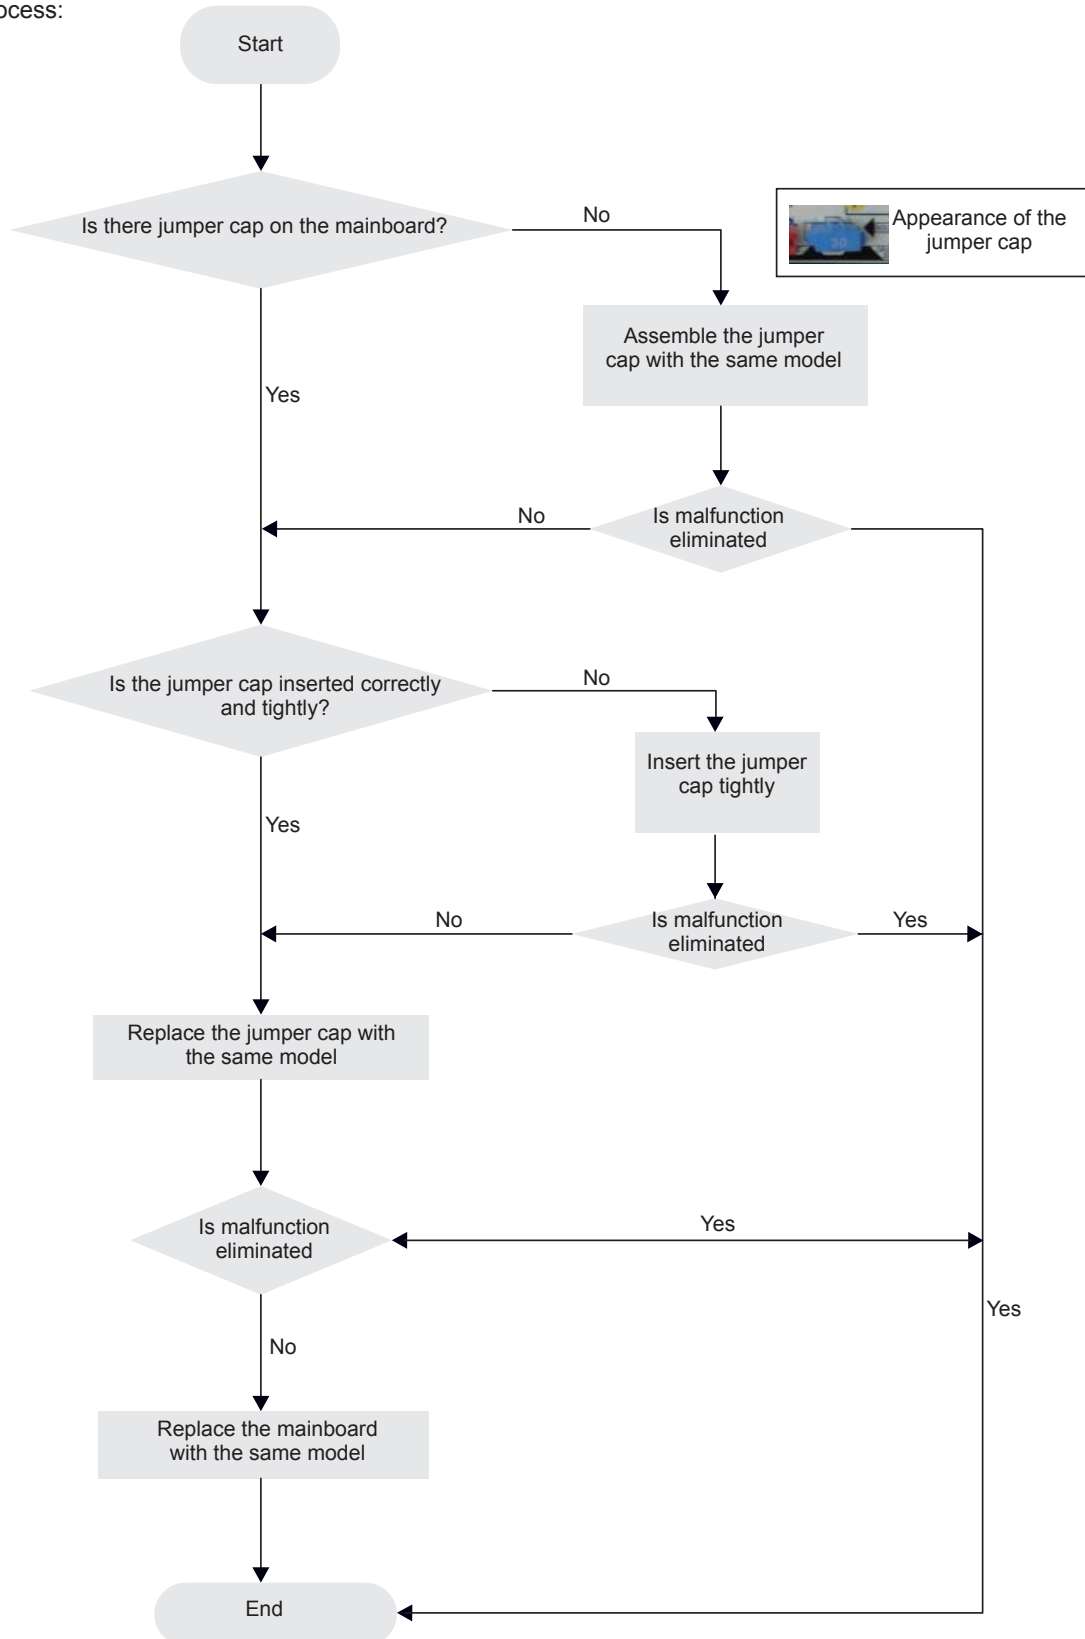 ocess:
Start
Is there jumper cap on the mainboard?
No
30
Appearance of the
jumper cap
Assemble the jumper
cap with the same model
Yes
No
Is malfunction
eliminated
Is the jumper cap inserted correctly
and tightly?
No
Insert the jumper
cap tightly
Yes
No
Is malfunction
eliminated
Yes
Replace the jumper cap with
the same model
Is malfunction
eliminated
Yes
Yes
No
Replace the mainboard
with the same model
End